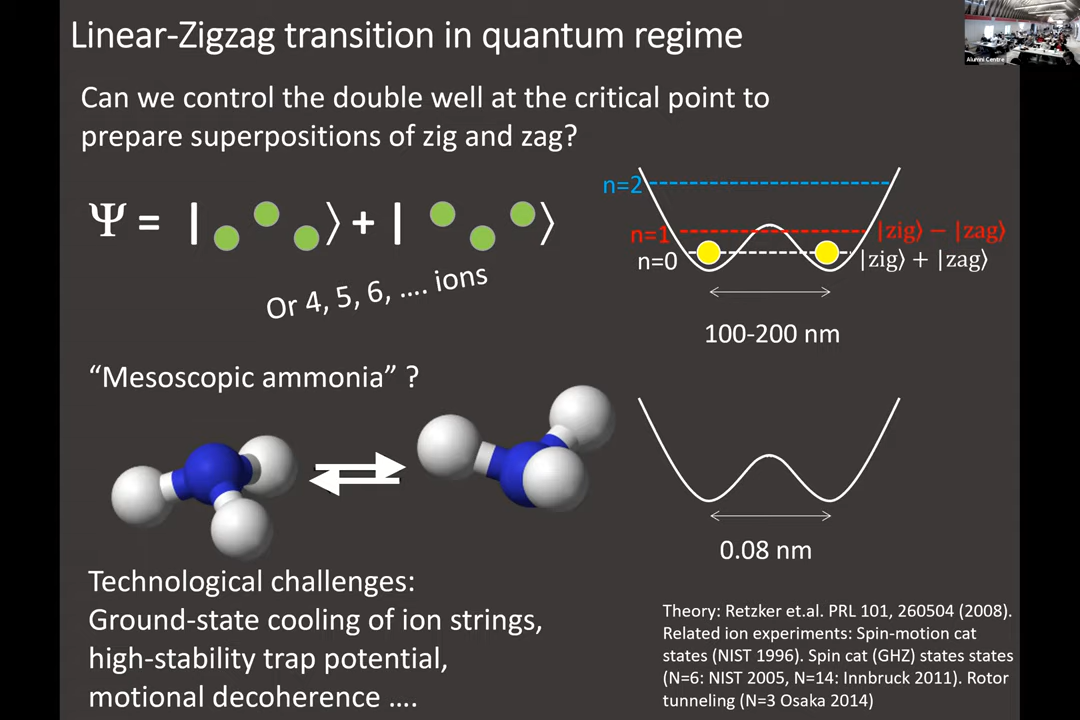 Linear-Zigzag transition in quantum regime
Alumni Centre
Can we control the double well at the critical point to
prepare superpositions of zig and zag?
Ψ = | ⟩ + | ⟩
Or 4, 5, 6, .... ions
n=2
n=1
|zig⟩ − |zag⟩
n=0
|zig⟩ + |zag⟩
100-200 nm
“Mesoscopic ammonia” ?
0.08 nm
Technological challenges:
Ground-state cooling of ion strings,
high-stability trap potential,
motional decoherence ....
Theory: Retzker et.al. PRL 101, 260504 (2008).
Related ion experiments: Spin-motion cat
states (NIST 1996). Spin cat (GHZ) states states
(N=6: NIST 2005, N=14: Innbruck 2011). Rotor
tunneling (N=3 Osaka 2014)